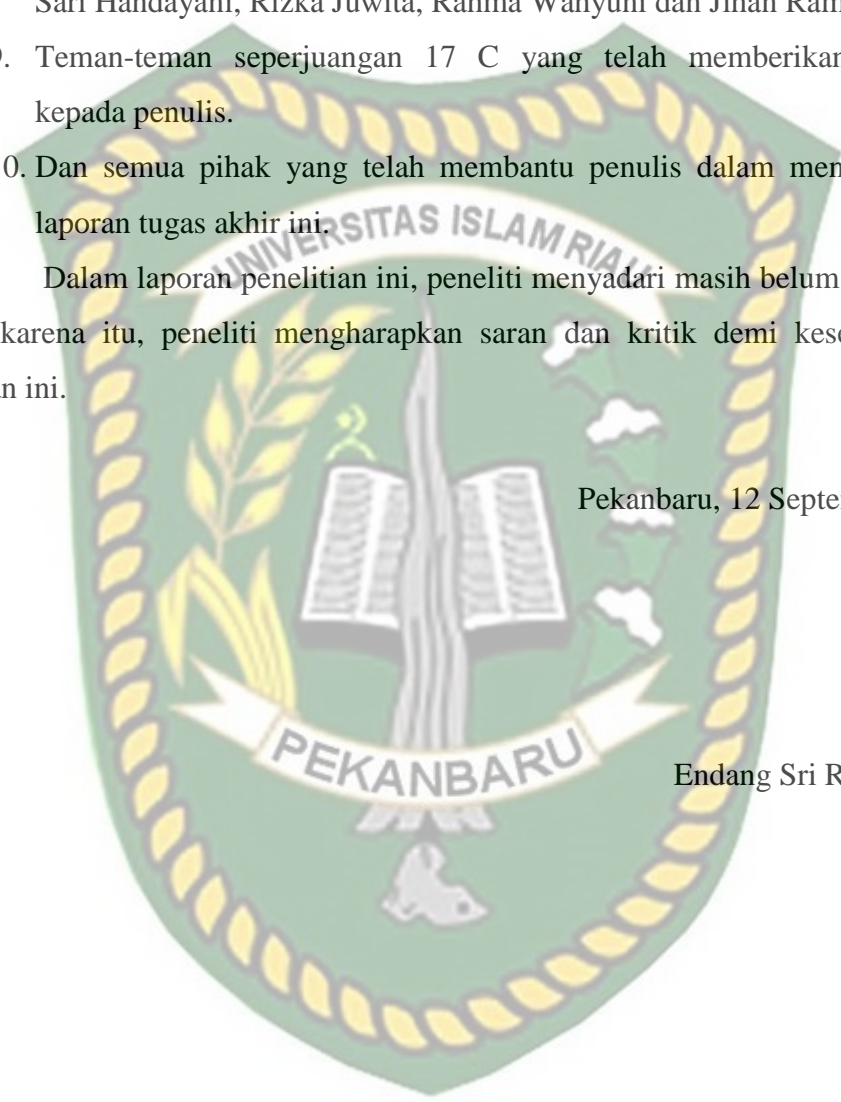 Sari Handayani, Rizka Juwita, Rahma Wahyuni dan Jihan Ram
9. Teman-teman seperjuangan 17 C yang telah memberikan
kepada penulis.
0. Dan semua pihak yang telah membantu penulis dalam men
laporan tugas akhir ini.
UNIVERSITAS ISLAM RIAU
Dalam laporan penelitian ini, peneliti menyadari masih belum
karena itu, peneliti mengharapkan saran dan kritik demi kese
n ini.
Pekanbaru, 12 Septe
PEKANBARU
Endang Sri R